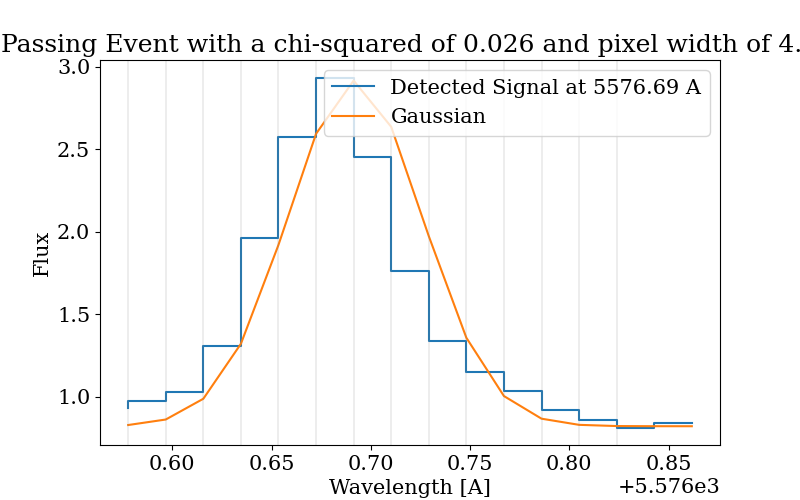 Passing Event with a chi-squared of 0.026 and pixel width of 4.
3.0
2.5
2.0
1.5
1.0
Flux
Detected Signal at 5576.69 A
Gaussian
0.60 0.65 0.70 0.75 0.80 0.85
Wavelength [A]
+5.576e3